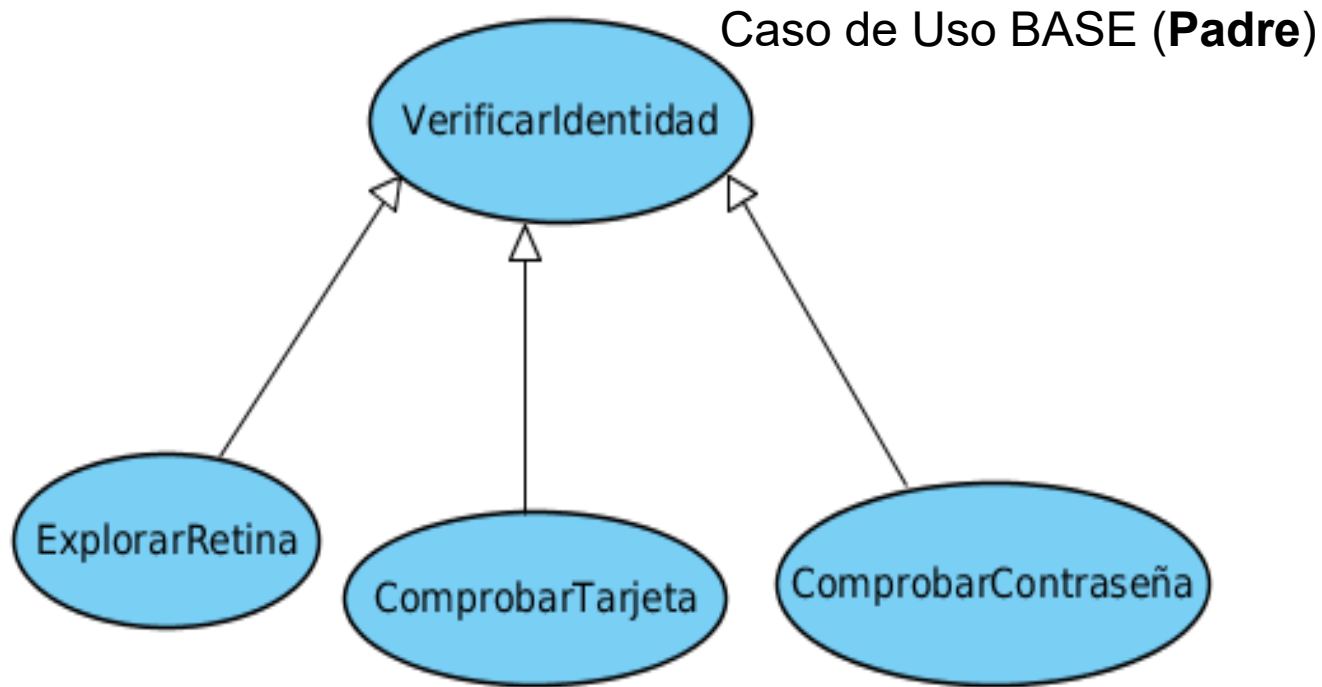 Caso de Uso BASE (Padre)
VerificarIdentidad
ExplorarRetina
ComprobarTarjeta
ComprobarContraseña